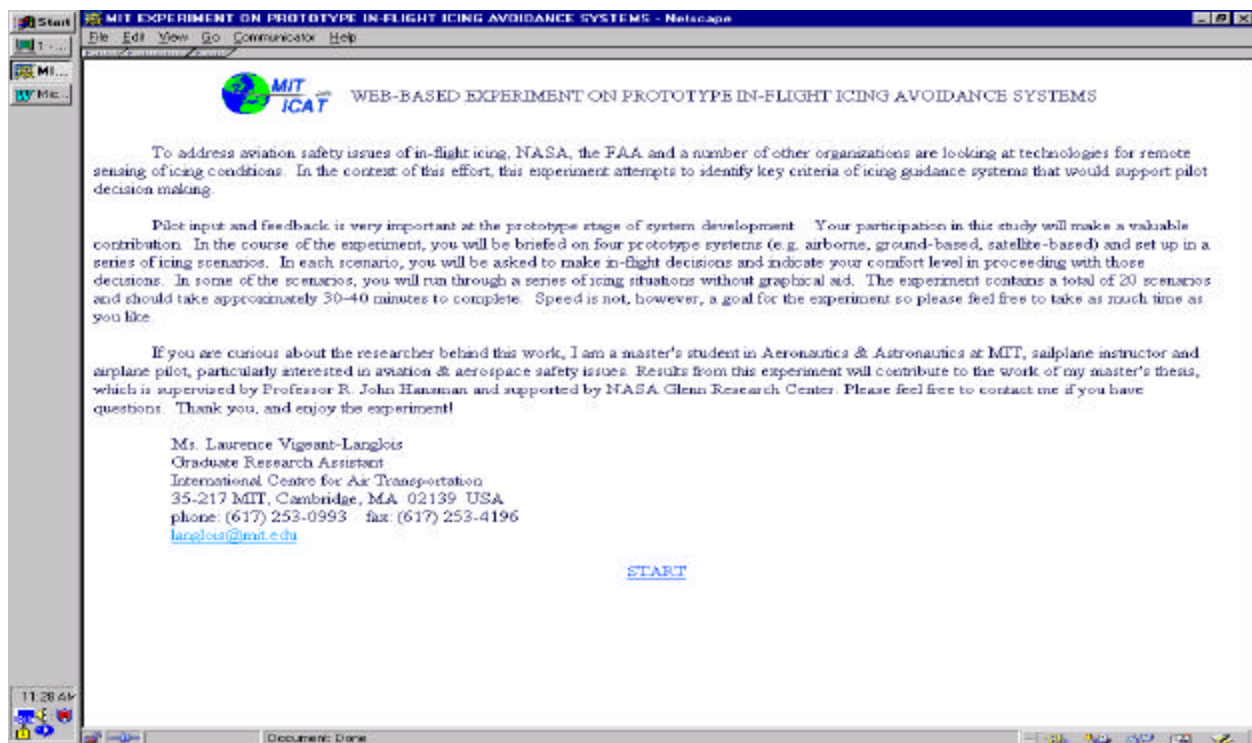 Start
MIT EXPERIMENT ON PROTOTYPE IN-FLIGHT ICING AVOIDANCE SYSTEMS - Netscape
1 - ...
File Edit View Go Communicator Help
MI...
Mic...
MIT
ICAT
WEB-BASED EXPERIMENT ON PROTOTYPE IN-FLIGHT ICING AVOIDANCE SYSTEMS
To address aviation safety issues of in-flight icing, NASA, the FAA and a number of other organizations are looking at technologies for remote
sensing of icing conditions. In the context of this effort, this experiment attempts to identify key criteria of icing guidance systems that would support pilot
decision making.
Pilot input and feedback is very important at the prototype stage of system development. Your participation in this study will make a valuable
contribution. In the course of the experiment, you will be briefed on four prototype systems (e.g. airborne, ground-based, satellite-based) and set up in a
series of icing scenarios. In each scenario, you will be asked to make in-flight decisions and indicate your comfort level in proceeding with those
decisions. In some of the scenarios, you will run through a series of icing situations without graphical aid. The experiment contains a total of 20 scenarios
and should take approximately 30-40 minutes to complete. Speed is not, however, a goal for the experiment so please feel free to take as much time as
you like.
If you are curious about the researcher behind this work, I am a master's student in Aeronautics & Astronautics at MIT, sailplane instructor and
airplane pilot, particularly interested in aviation & aerospace safety issues. Results from this experiment will contribute to the work of my master's thesis,
which is supervised by Professor R. John Hansman and supported by NASA Glenn Research Center. Please feel free to contact me if you have
questions. Thank you, and enjoy the experiment!
Ms. Laurence Vigeant-Langlois
Graduate Research Assistant
International Centre for Air Transportation
35-217 MIT, Cambridge, MA 02139 USA
phone: (617) 253-0993 fax: (617) 253-4196
langlois@mit.edu
START
11:28 AM
Document: Done